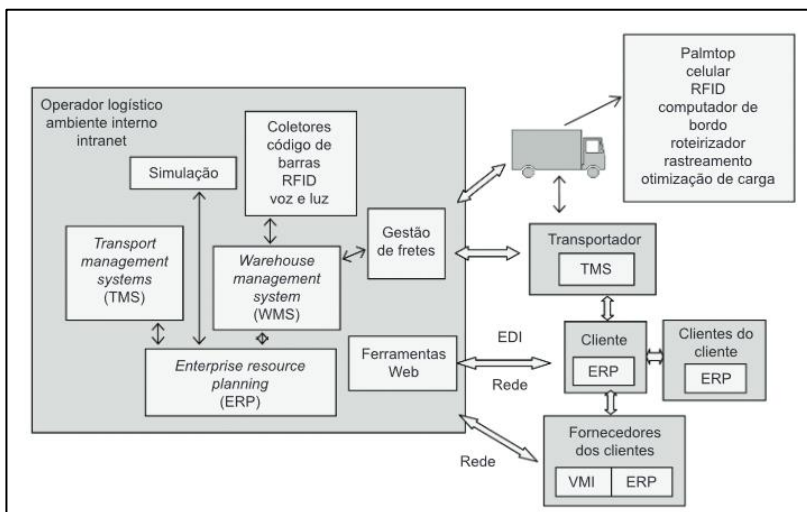 Operador logístico
ambiente interno
intranet
Simulação
Coletores
código de
barras
RFID
voz e luz
Gestão
de fretes
Transport
management
systems
(TMS)
Warehouse
management
system
(WMS)
Enterprise resource
planning
(ERP)
Ferramentas
Web
Palmtop
celular
RFID
computador de
bordo
roteirizador
rastreamento
otimização de carga
Transportador
TMS
EDI
Rede
Cliente
ERP
Clientes do
cliente
ERP
Rede
Fornecedores
dos clientes
VMI ERP